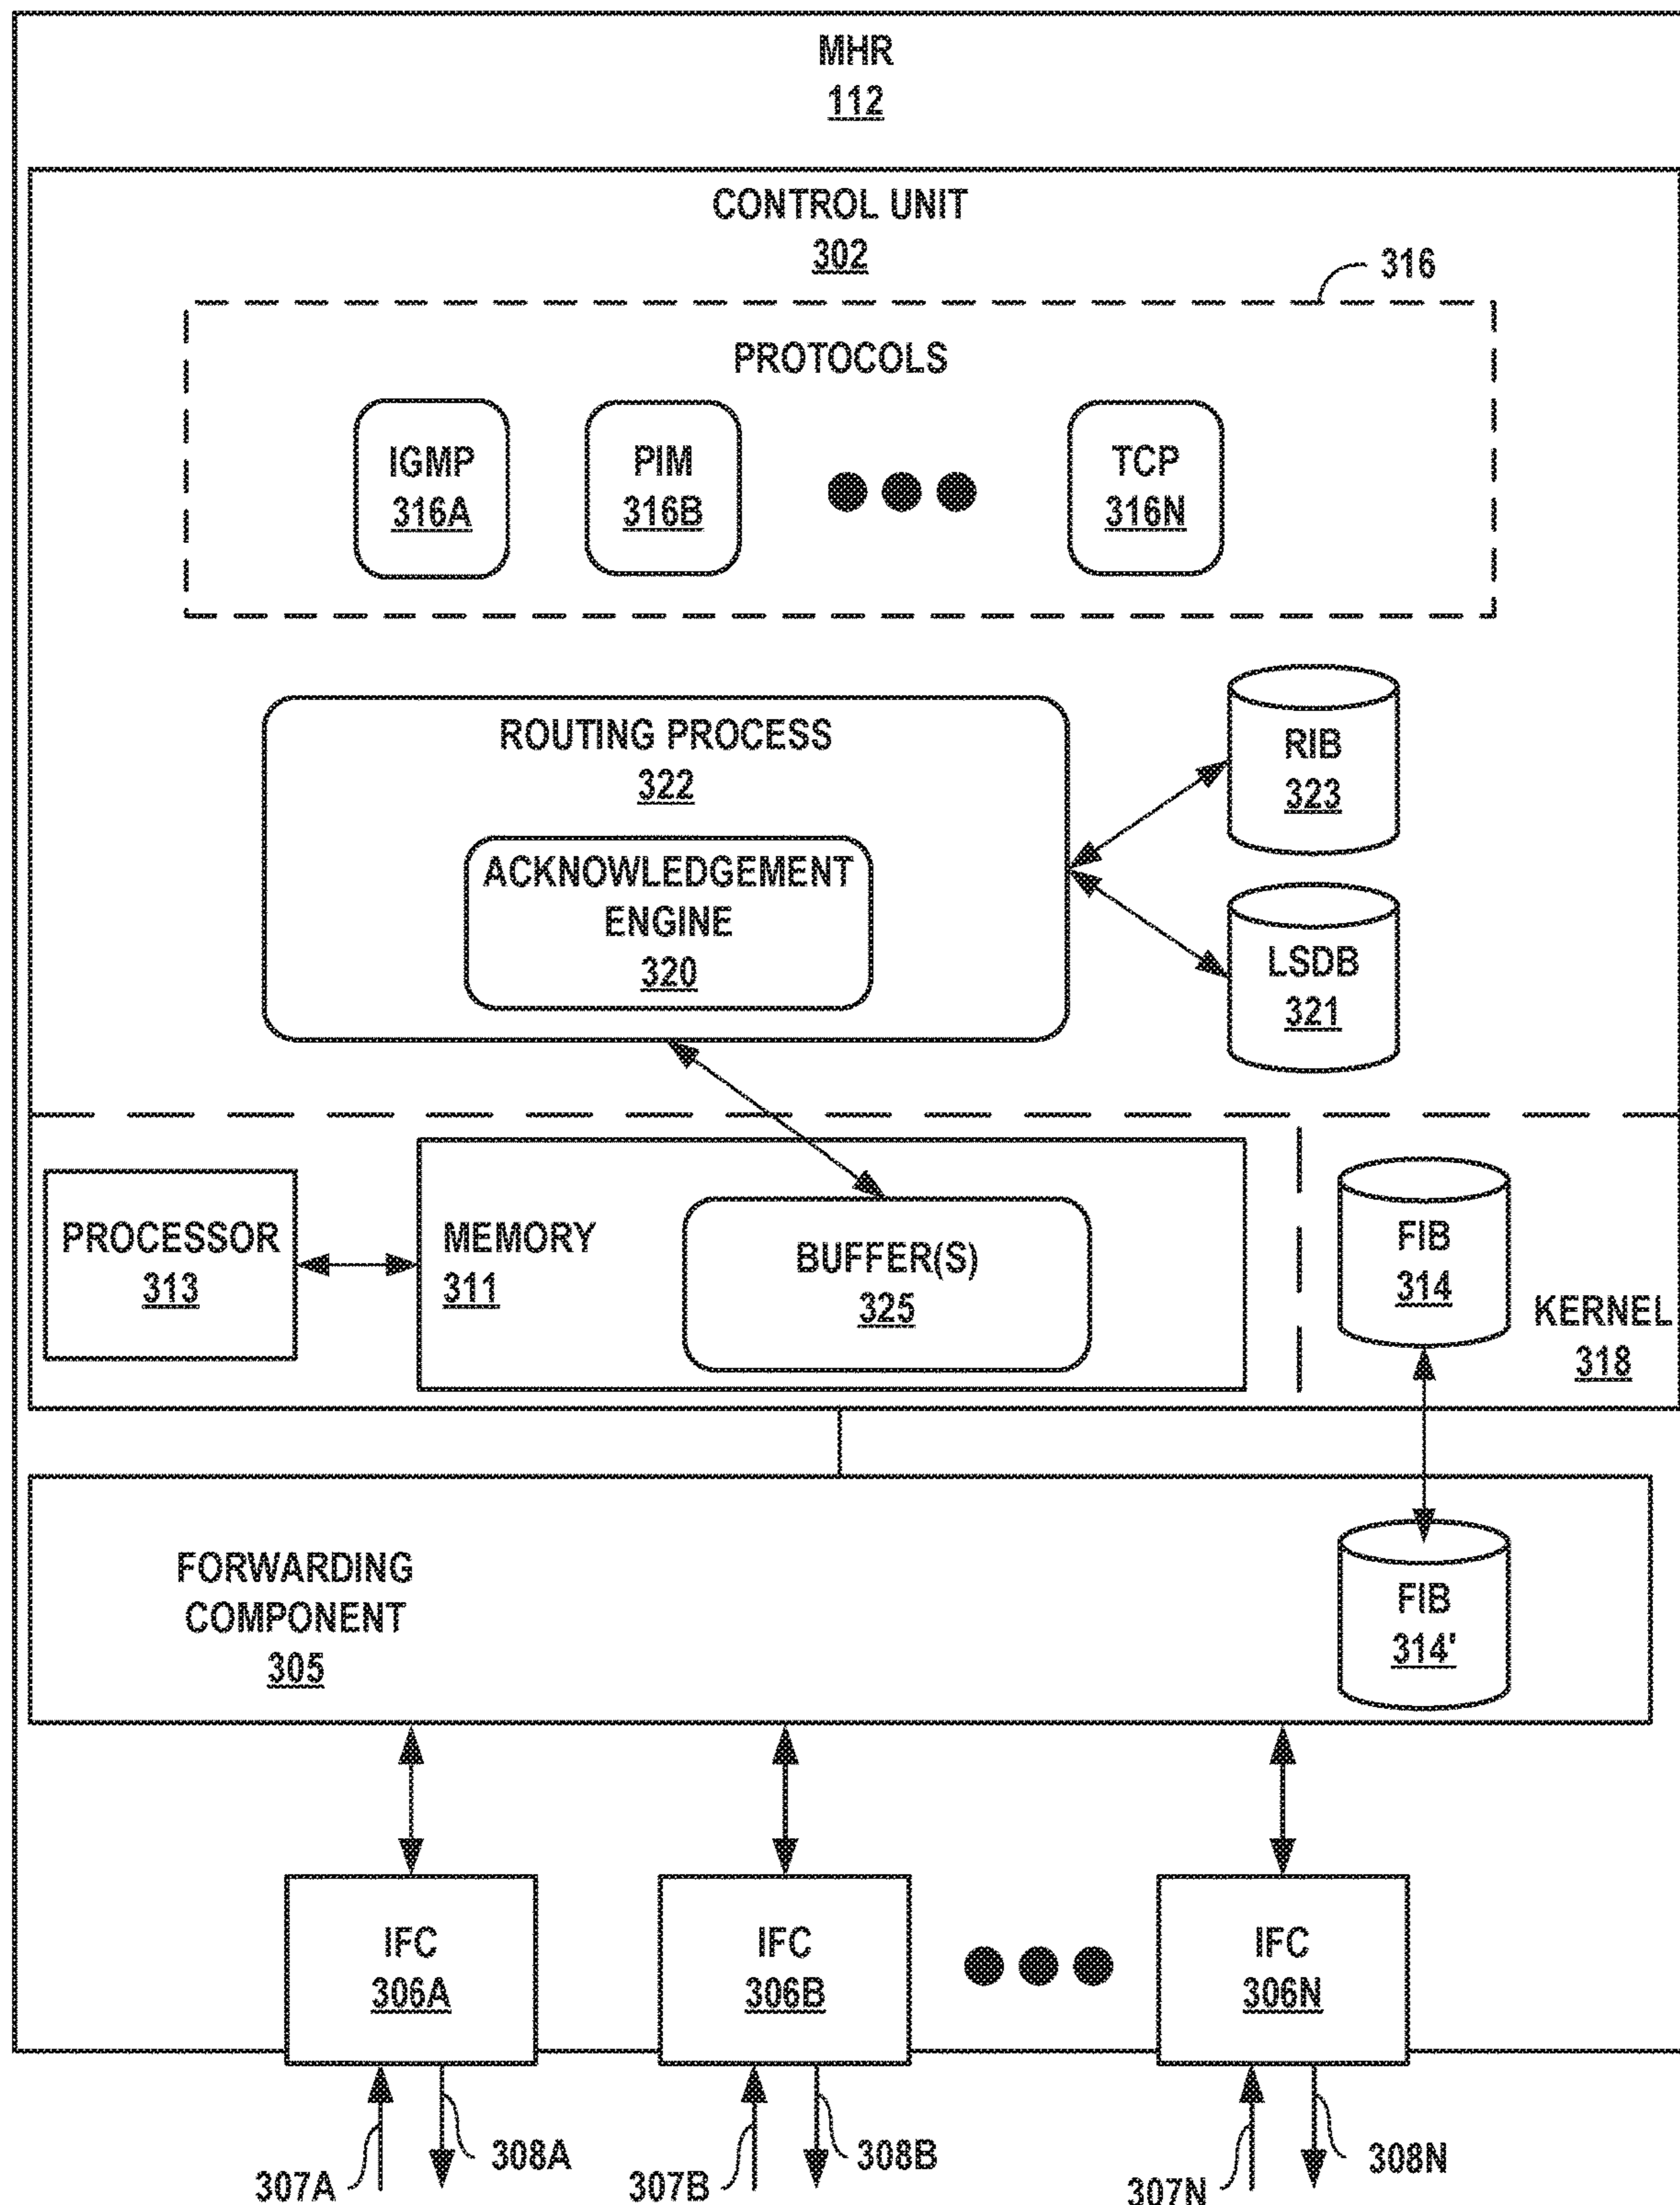 MHR
112
CONTROL UNIT
302
316
PROTOCOLS
IGMP
316A
PIM
316B
TCP
316N
ROUTING PROCESS
322
ACKNOWLEDGEMENT
ENGINE
320
RIB
323
LSDB
321
PROCESSOR
313
MEMORY
311
BUFFER(S)
325
FIB
314
KERNEL
318
FORWARDING
COMPONENT
305
FIB
314'
IFC
306A
IFC
306B
IFC
306N
307A
308A
307B
308B
307N
308N